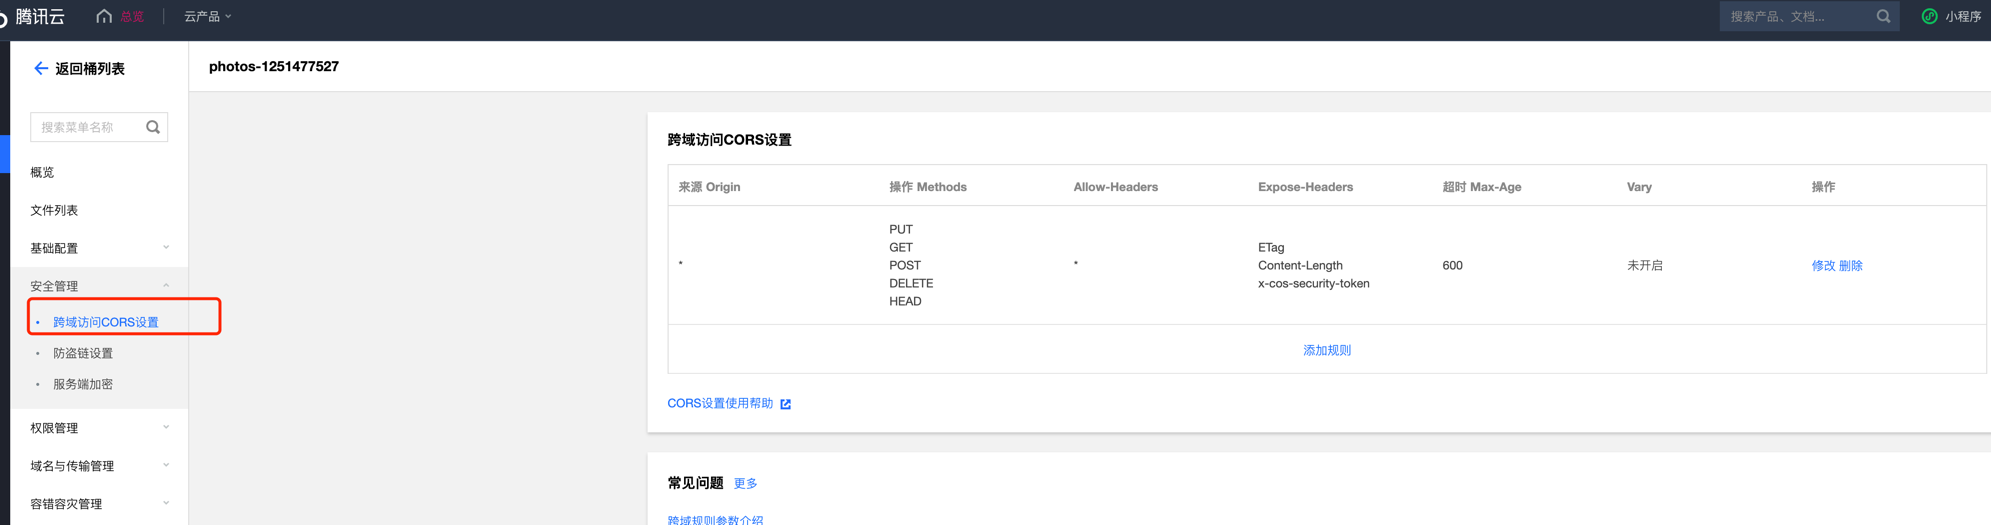 腾讯云 总览 云产品 搜索产品、文档... 小程序
返回桶列表
photos-1251477527
搜索菜单名称
概览
文件列表
基础配置
安全管理
• 跨域访问CORS设置
• 防盗链设置
• 服务端加密
权限管理
域名与传输管理
容错容灾管理
跨域访问CORS设置
来源 Origin 操作 Methods Allow-Headers Expose-Headers 超时 Max-Age Vary 操作
PUT
GET ETag
* POST * Content-Length 600 未开启 修改 删除
DELETE x-cos-security-token
HEAD
添加规则
CORS设置使用帮助
常见问题 更多
跨域规则参数介绍